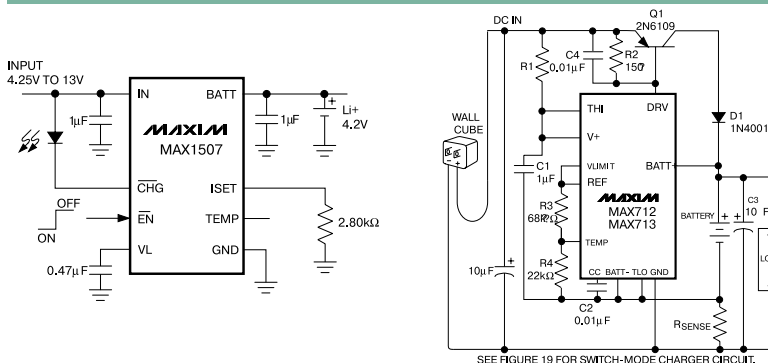 INPUT
4.25V TO 13V
IN
BATT
1µF
1µF
Li+
4.2V
MAXIM
MAX1507
CHG
ISET
OFF
ON
EN
TEMP
2.80kΩ
VL
GND
0.47µF
DC IN
Q1
2N6109
R1
C4
0.01µF
R2
150
D1
1N4001
WALL
CUBE
THI
DRV
V+
C1
1µF
VLIMIT
REF
BATT+
MAXIM
MAX712
MAX713
R3
68kΩ
TEMP
BATTERY
C3
10
R4
22kΩ
10µF
CC
BATT-
TLO
GND
C2
0.01µF
RSENSE
SEE FIGURE 19 FOR SWITCH-MODE CHARGER CIRCUIT.